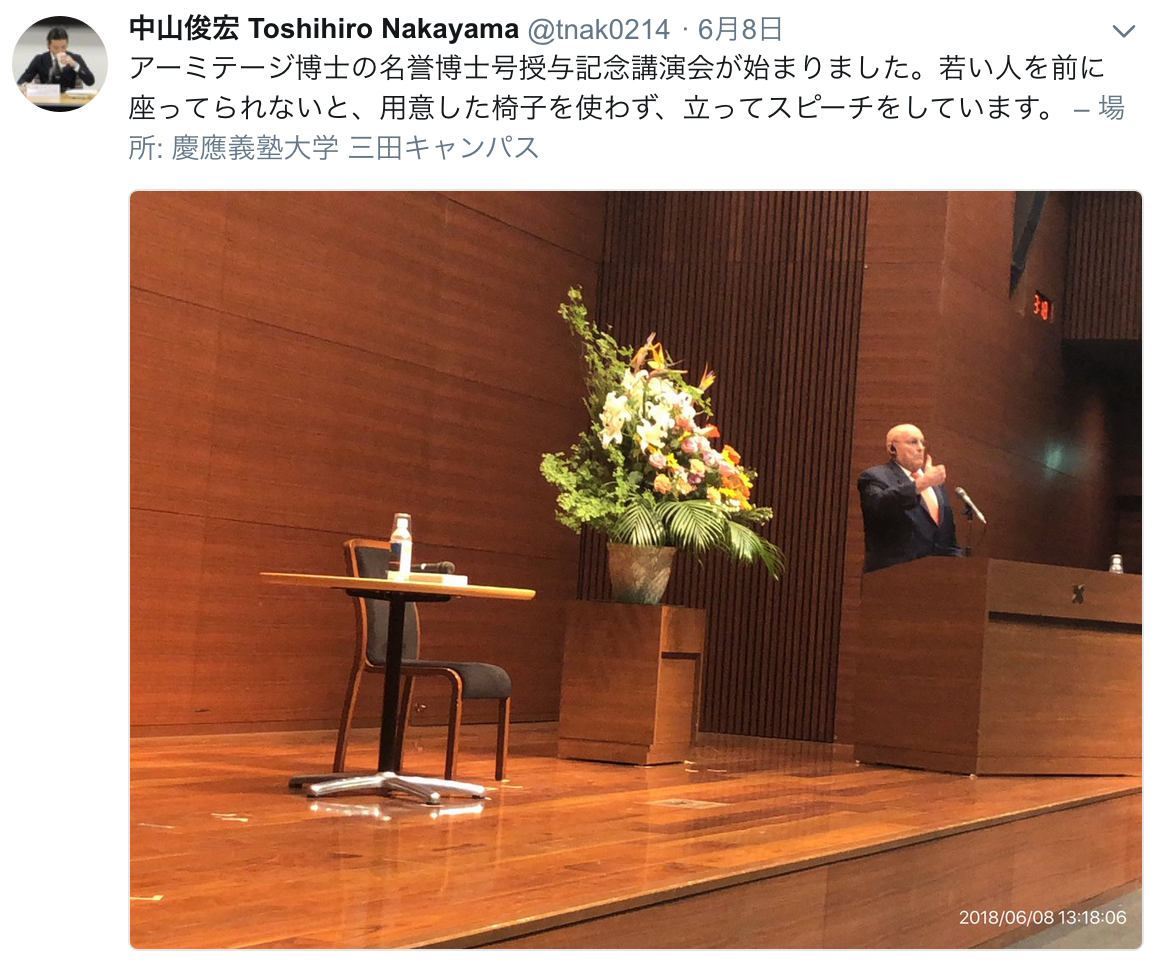 中山俊宏 Toshihiro Nakayama @tnak0214 · 6月8日
アーミテージ博士の名誉博士号授与記念講演会が始まりました。若い人を前に
座ってられないと、用意した椅子を使わず、立ってスピーチをしています。 – 場
所: 慶應義塾大学 三田キャンパス
2018/06/08 13:18:06